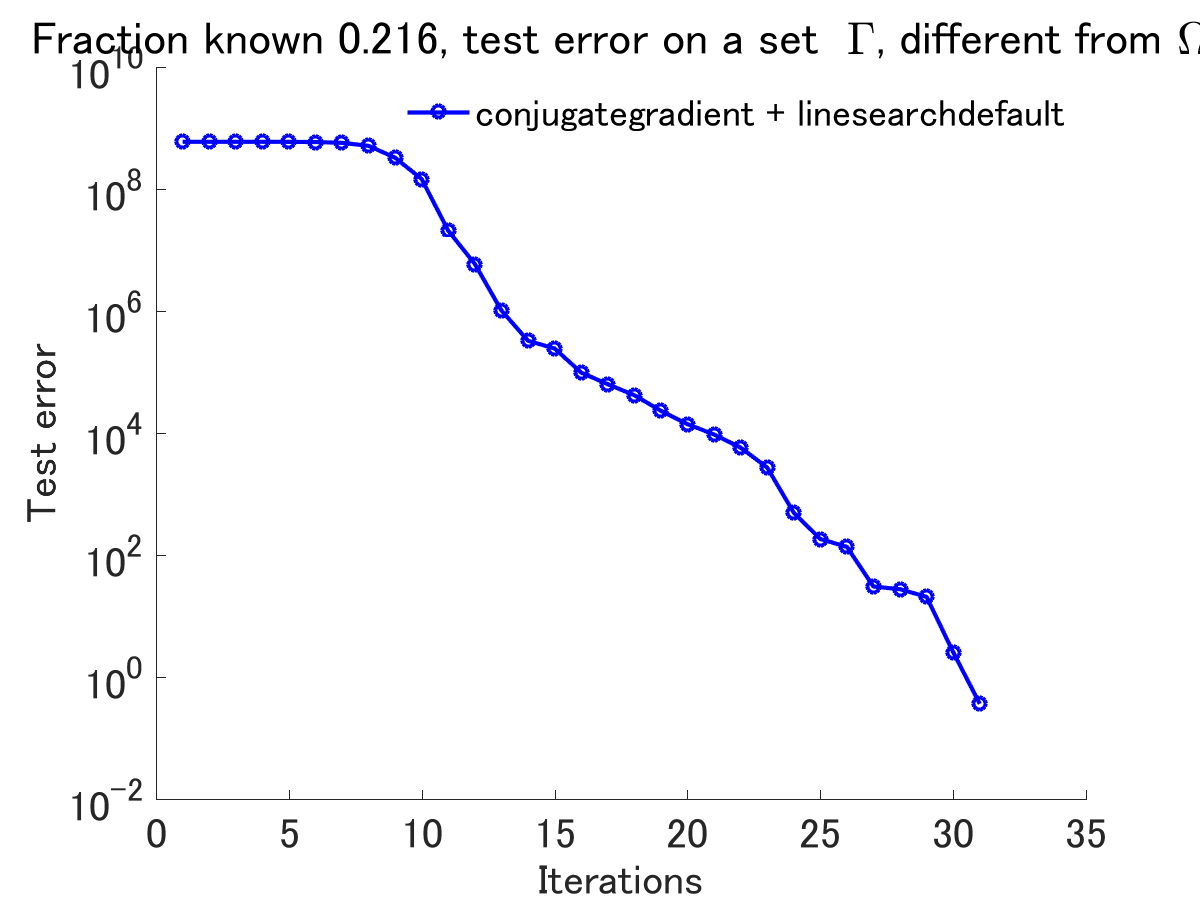 Fraction known 0.216, test error on a set Γ, different from Ω
10^10
conjugategradient + linesearchdefault
10^8
10^6
10^4
10^2
10^0
10^-2
Test error
0 5 10 15 20 25 30 35
Iterations